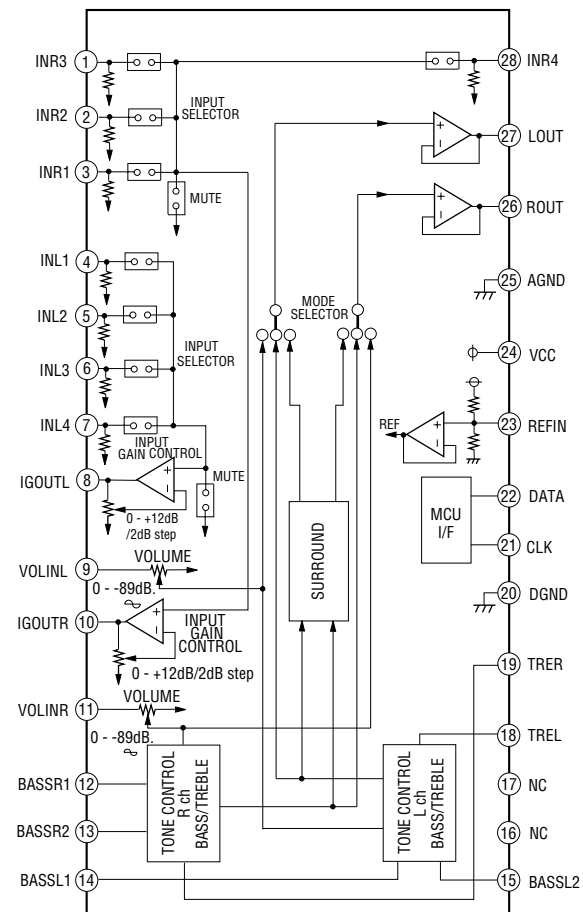 INR3 1
28 INR4
INPUT
SELECTOR
INR2 2
27 LOUT
INR1 3
MUTE
26 ROUT
INL1 4
25 AGND
MODE
SELECTOR
INL2 5
INPUT
SELECTOR
24 VCC
INL3 6
REF
23 REFIN
INL4 7
INPUT
GAIN CONTROL
IGOUTL 8
MUTE
0 - +12dB
/2dB step
MCU
I/F
22 DATA
21 CLK
SURROUND
VOLINL 9
VOLUME
0 - -89dB.
20 DGND
IGOUTR 10
INPUT
GAIN
CONTROL
0 - +12dB/2dB step
19 TRER
VOLINR 11
VOLUME
0 - -89dB.
18 TREL
TONE CONTROL
R ch
BASS/TREBLE
TONE CONTROL
L ch
BASS/TREBLE
BASSR1 12
17 NC
BASSR2 13
16 NC
BASSL1 14
15 BASSL2
+
−
+
−
+
−
+
−
+
−